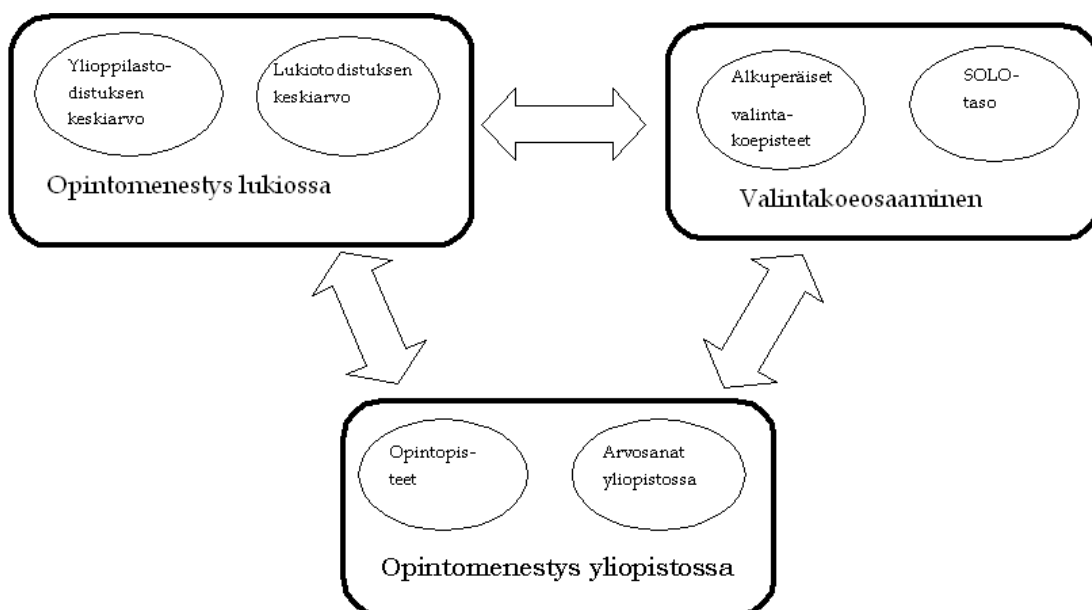 Ylioppilasto-
distuksen
keskiarvo
Lukiotodistuksen
keskiarvo
Opintomenestys lukiossa
Alkuperäiset
valinta-
koepisteet
SOLO-
taso
Valintakoeosaaminen
Opintopis-
teet
Arvosanat
yliopistossa
Opintomenestys yliopistossa